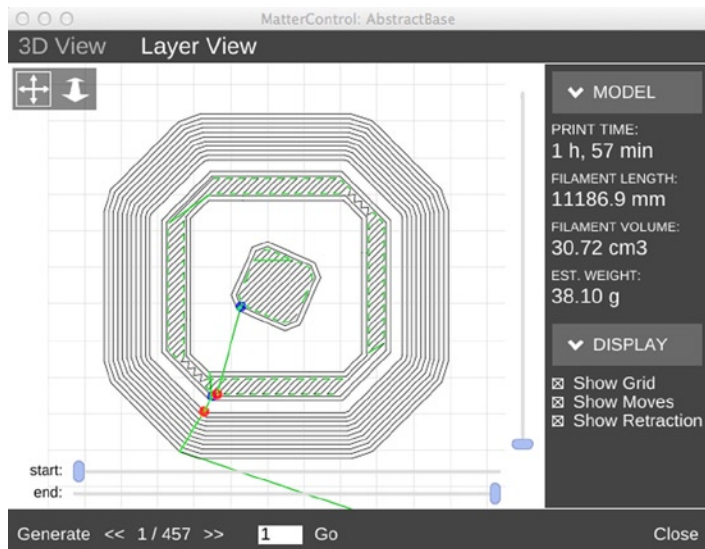 MatterControl: AbstractBase
3D View Layer View
MODEL
PRINT TIME:
1 h, 57 min
FILAMENT LENGTH:
11186.9 mm
FILAMENT VOLUME:
30.72 cm3
EST. WEIGHT:
38.10 g
DISPLAY
Show Grid
Show Moves
Show Retraction
start:
end:
Generate << 1 / 457 >> 1 Go Close